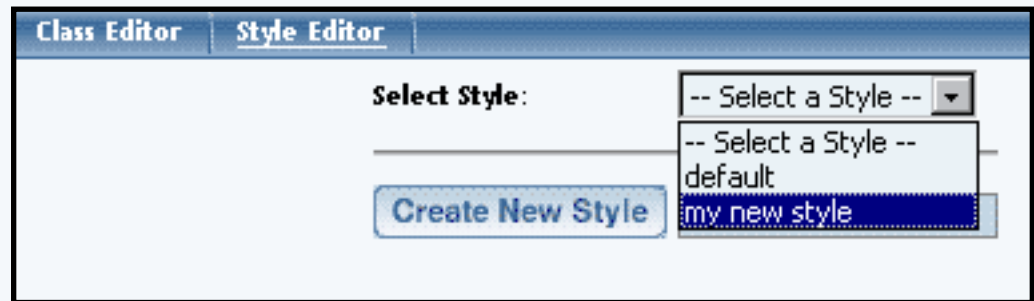 Class Editor Style Editor
Select Style: -- Select a Style --
-- Select a Style --
default
Create New Style my new style